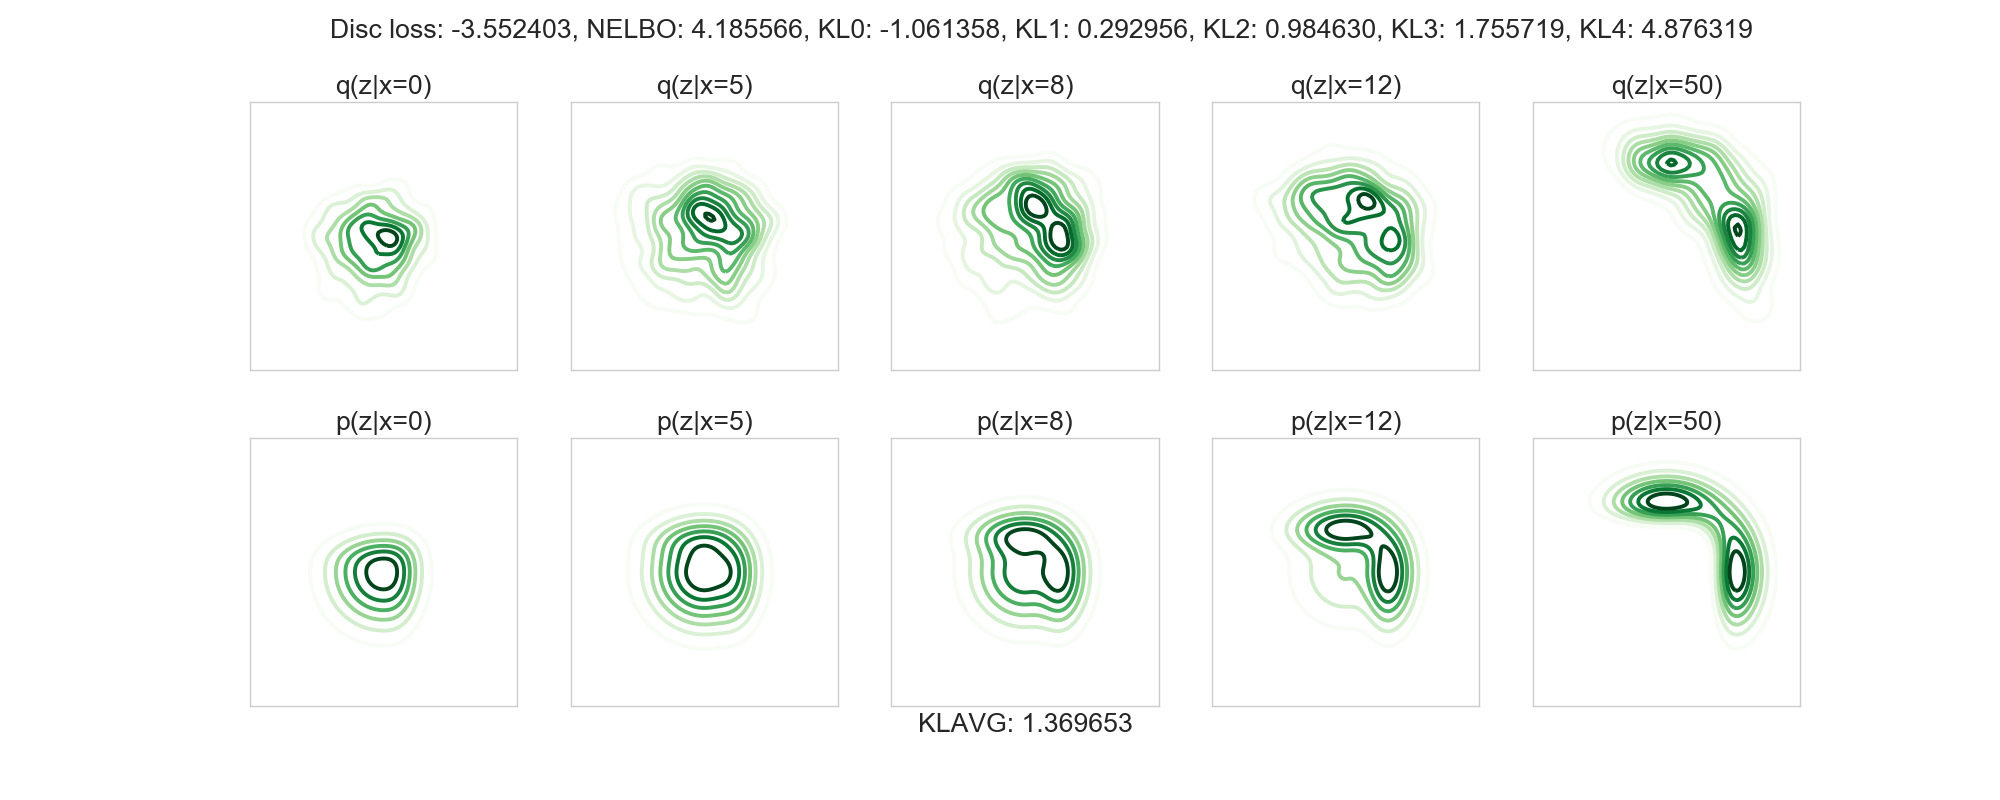 Disc loss: -3.552403, NELBO: 4.185566, KL0: -1.061358, KL1: 0.292956, KL2: 0.984630, KL3: 1.755719, KL4: 4.876319
q(z|x=0) q(z|x=5) q(z|x=8) q(z|x=12) q(z|x=50)
p(z|x=0) p(z|x=5) p(z|x=8) p(z|x=12) p(z|x=50)
KLAVG: 1.369653